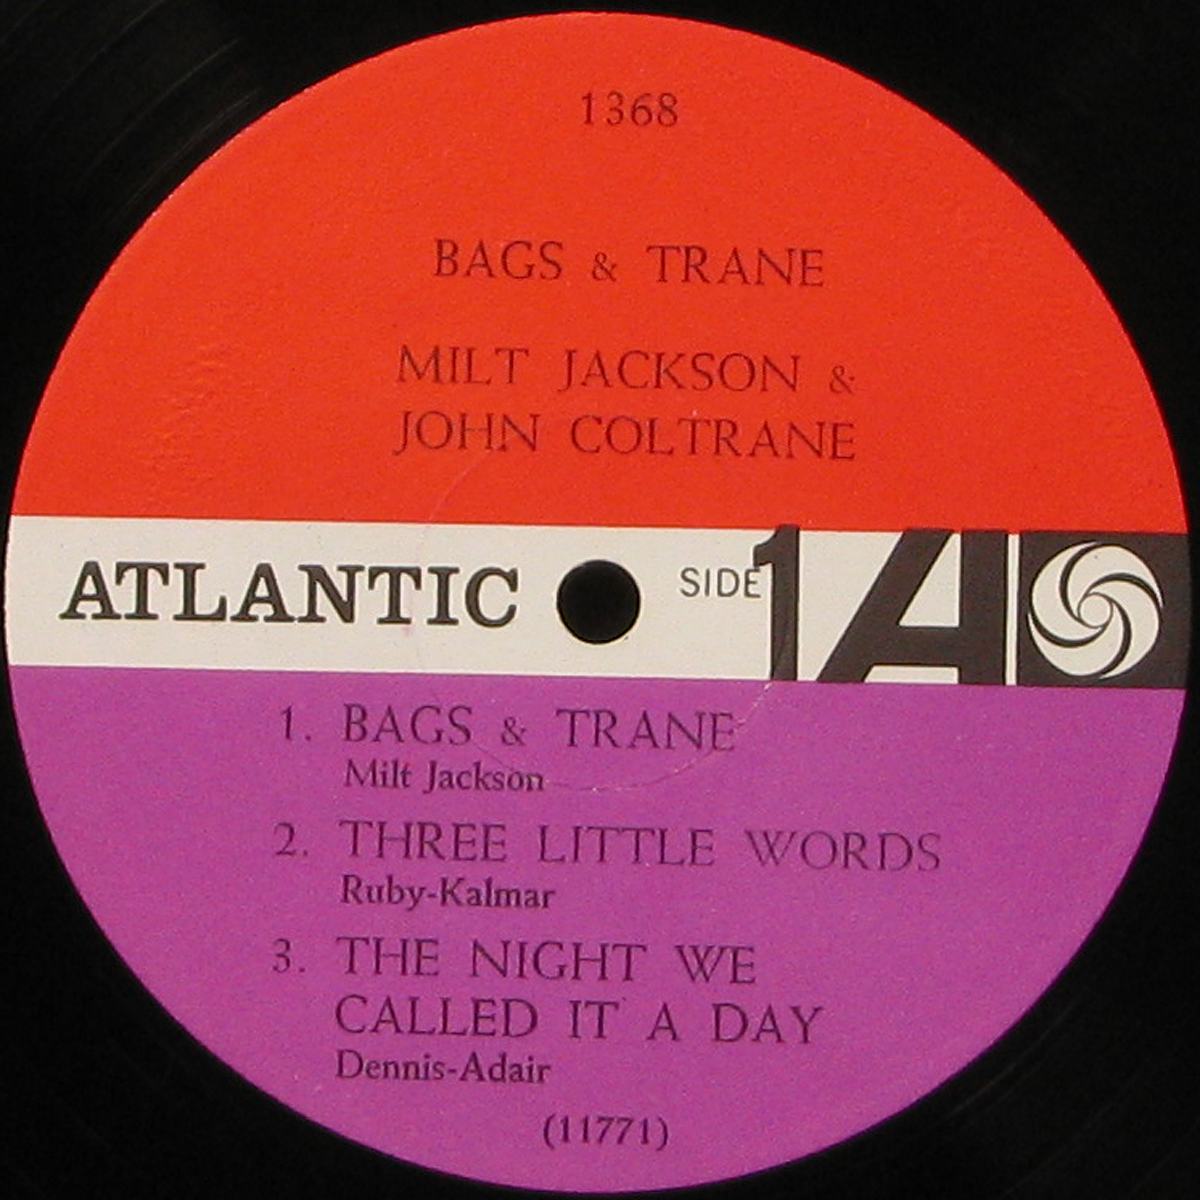 1368
BAGS & TRANE
MILT JACKSON &
JOHN COLTRANE
ATLANTIC SIDE 1 A
1. BAGS & TRANE
Milt Jackson
2. THREE LITTLE WORDS
Ruby-Kalmar
3. THE NIGHT WE
CALLED IT A DAY
Dennis-Adair
(11771)